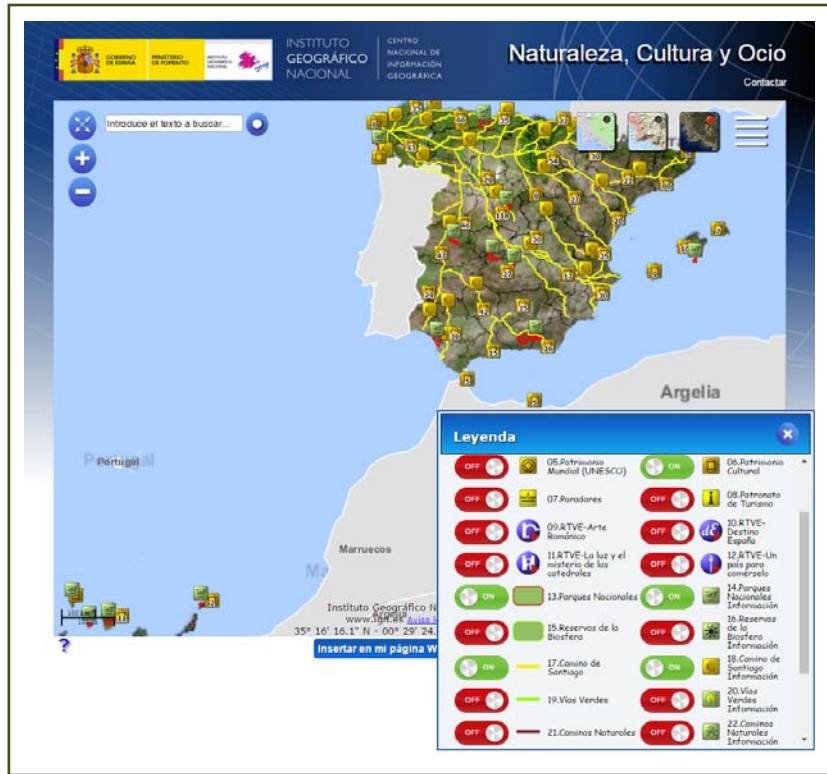 GOBIERNO
DE ESPAÑA
MINISTERIO
DE FOMENTO
INSTITUTO
GEOGRÁFICO
NACIONAL
INSTITUTO
GEOGRÁFICO
NACIONAL
CENTRO
NACIONAL DE
INFORMACIÓN
GEOGRÁFICA
Naturaleza, Cultura y Ocio
Contactar
Introduce el texto a buscar...
Argelia
Portugal
Portugal
Marruecos
Argelia
Instituto Geográfico N
www.ign.es Aviso l
35° 16' 16.1" N - 00° 29' 24.
?
Insertar en mi página W
Leyenda
OFF 05.Patrimonio Mundial (UNESCO)
ON 06.Patrimonio Cultural
OFF 07.Paradores
OFF 08.Patronato de Turismo
OFF 09.RTVE-Arte Románico
OFF 10.RTVE-Destino España
OFF 11.RTVE-La luz y el misterio de las catedrales
OFF 12.RTVE-Un país para comérselo
ON 13.Parques Nacionales
ON 14.Parques Nacionales Información
OFF 15.Reservas de la Biosfera
OFF 16.Reservas de la Biosfera Información
ON 17.Camino de Santiago
ON 18.Camino de Santiago Información
OFF 19.Vías Verdes
OFF 20.Vías Verdes Información
OFF 21.Caminos Naturales
OFF 22.Caminos Naturales Información